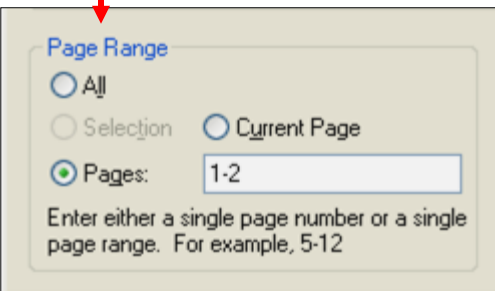 Page Range
All
Selection Current Page
Pages: 1-2
Enter either a single page number or a single
page range. For example, 5-12